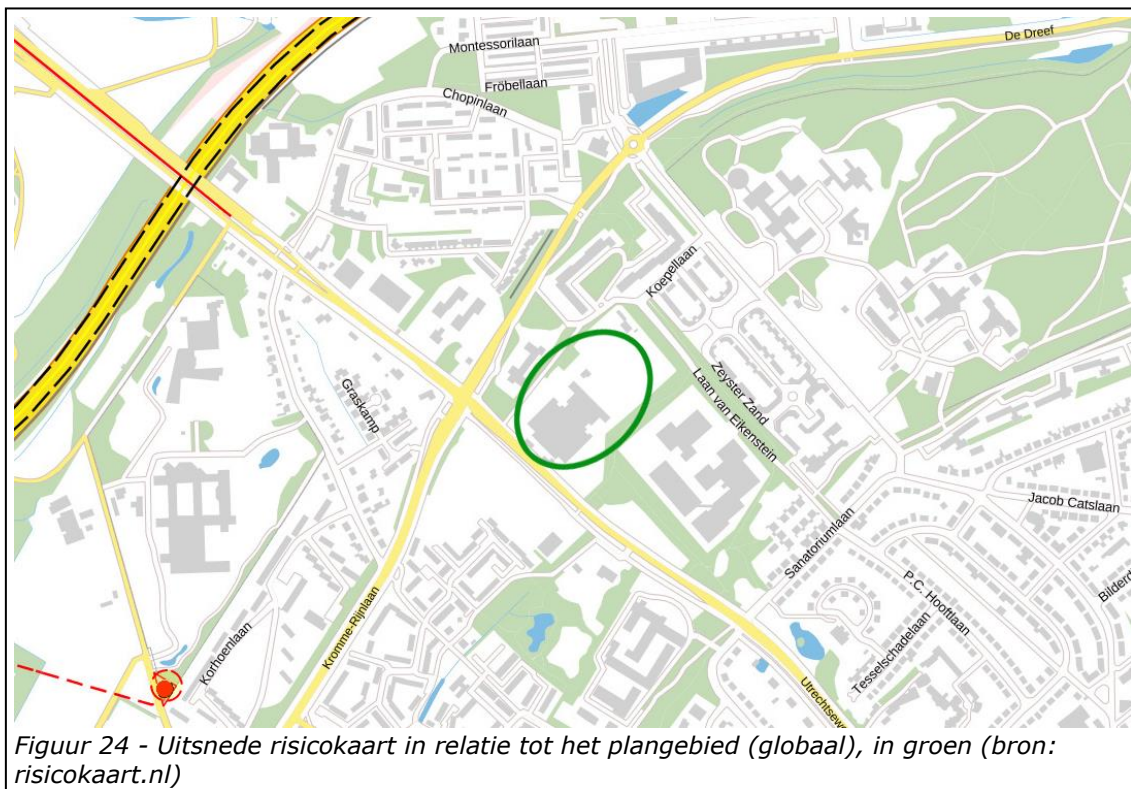 De Dreef
Montessorilaan
Fröbellaan
Chopinlaan
Koepellaan
Zeyster Zand
Laan van Eikenstein
Graskamp
Jacob Catslaan
Sanatoriumlaan
P.C. Hooftlaan
Bilderd
Tesselschadelaan
Korhoenlaan
Kromme-Rijnlaan
Utrechtsewe
Figuur 24 - Uitsnede risicokaart in relatie tot het plangebied (globaal), in groen (bron:
risicokaart.nl)